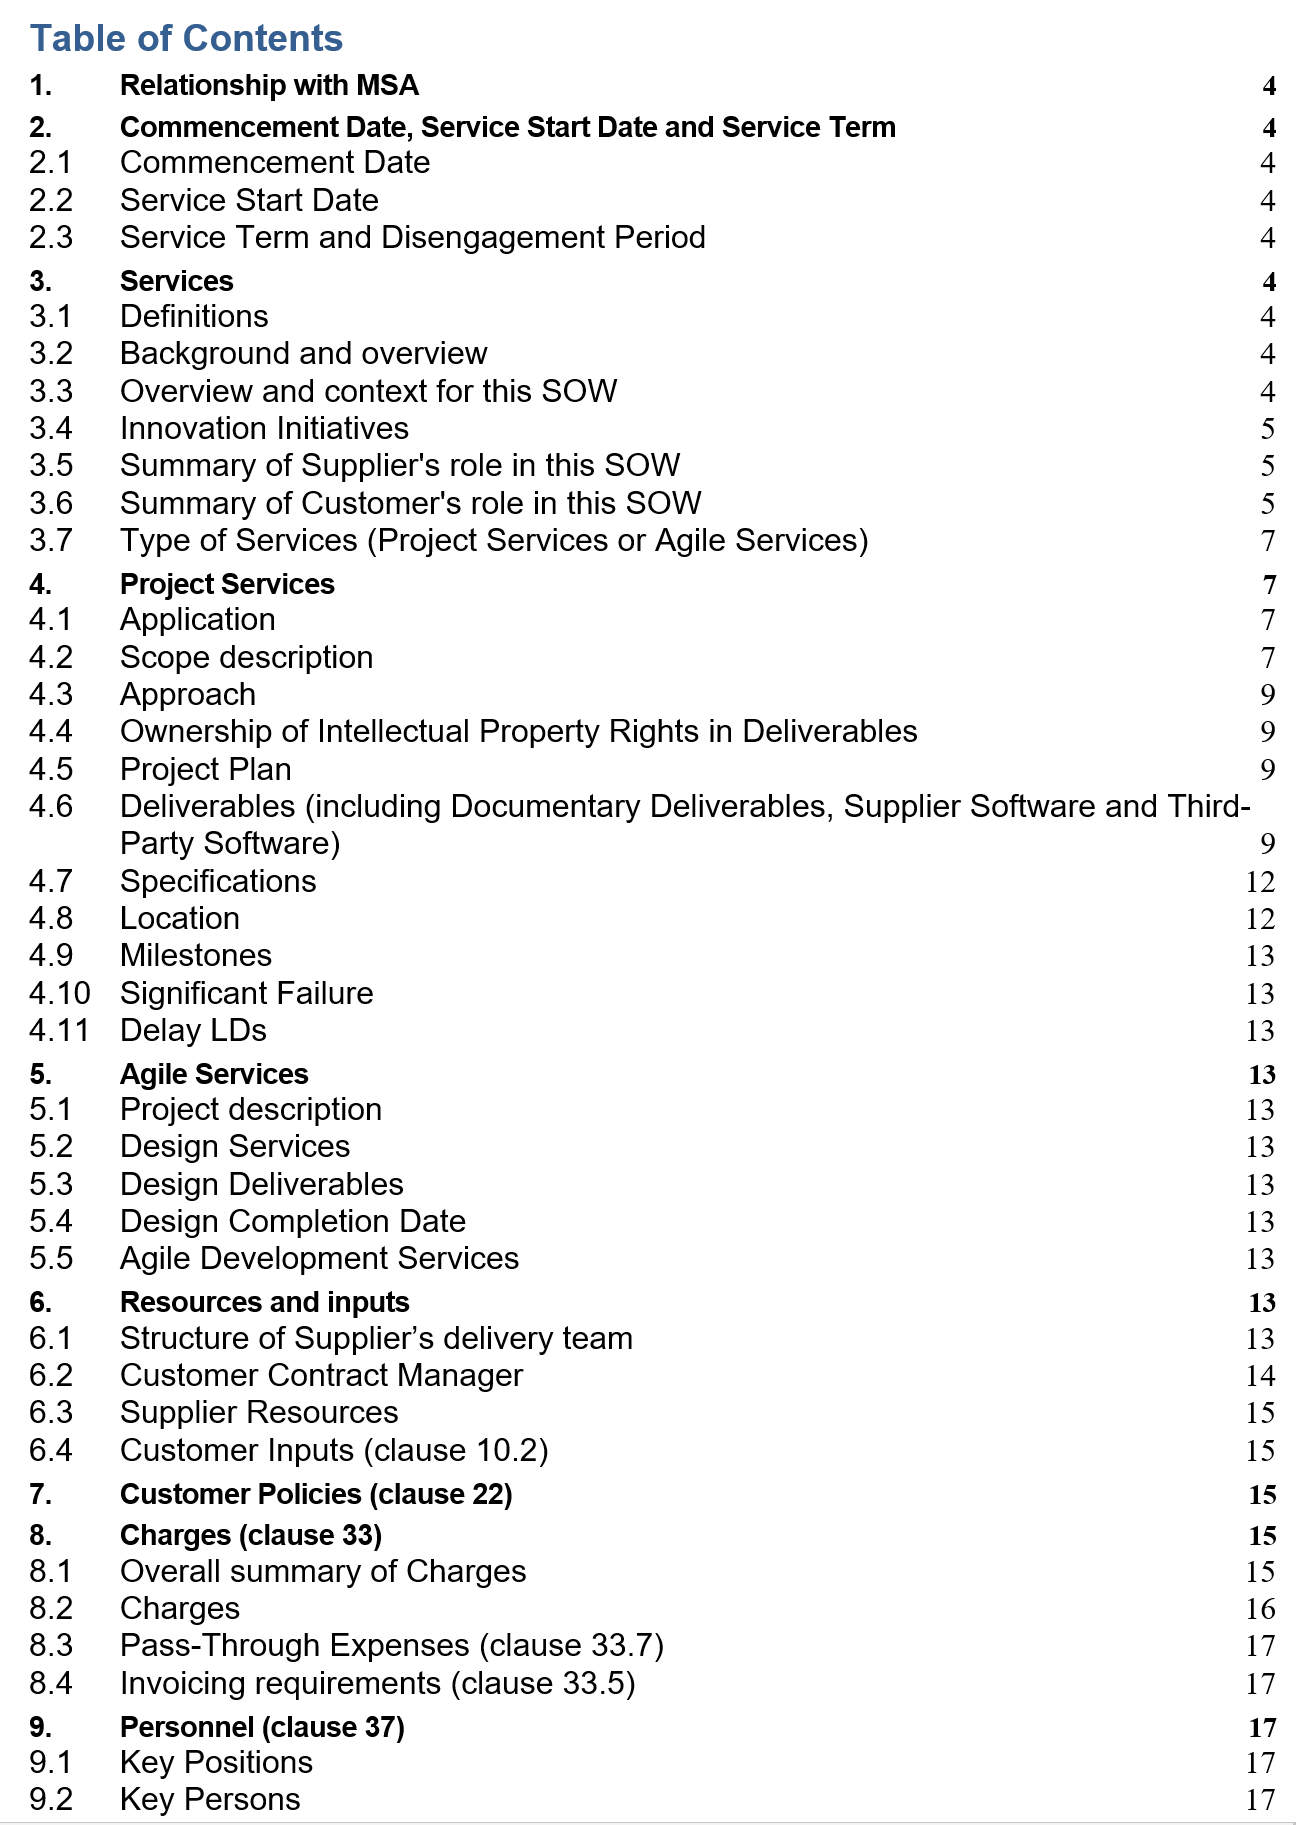 Table of Contents
1. Relationship with MSA 4
2. Commencement Date, Service Start Date and Service Term 4
2.1 Commencement Date 4
2.2 Service Start Date 4
2.3 Service Term and Disengagement Period 4
3. Services 4
3.1 Definitions 4
3.2 Background and overview 4
3.3 Overview and context for this SOW 4
3.4 Innovation Initiatives 5
3.5 Summary of Supplier's role in this SOW 5
3.6 Summary of Customer's role in this SOW 5
3.7 Type of Services (Project Services or Agile Services) 7
4. Project Services 7
4.1 Application 7
4.2 Scope description 7
4.3 Approach 9
4.4 Ownership of Intellectual Property Rights in Deliverables 9
4.5 Project Plan 9
4.6 Deliverables (including Documentary Deliverables, Supplier Software and Third-
Party Software) 9
4.7 Specifications 12
4.8 Location 12
4.9 Milestones 13
4.10 Significant Failure 13
4.11 Delay LDs 13
5. Agile Services 13
5.1 Project description 13
5.2 Design Services 13
5.3 Design Deliverables 13
5.4 Design Completion Date 13
5.5 Agile Development Services 13
6. Resources and inputs 13
6.1 Structure of Supplier’s delivery team 13
6.2 Customer Contract Manager 14
6.3 Supplier Resources 15
6.4 Customer Inputs (clause 10.2) 15
7. Customer Policies (clause 22) 15
8. Charges (clause 33) 15
8.1 Overall summary of Charges 15
8.2 Charges 16
8.3 Pass-Through Expenses (clause 33.7) 17
8.4 Invoicing requirements (clause 33.5) 17
9. Personnel (clause 37) 17
9.1 Key Positions 17
9.2 Key Persons 17